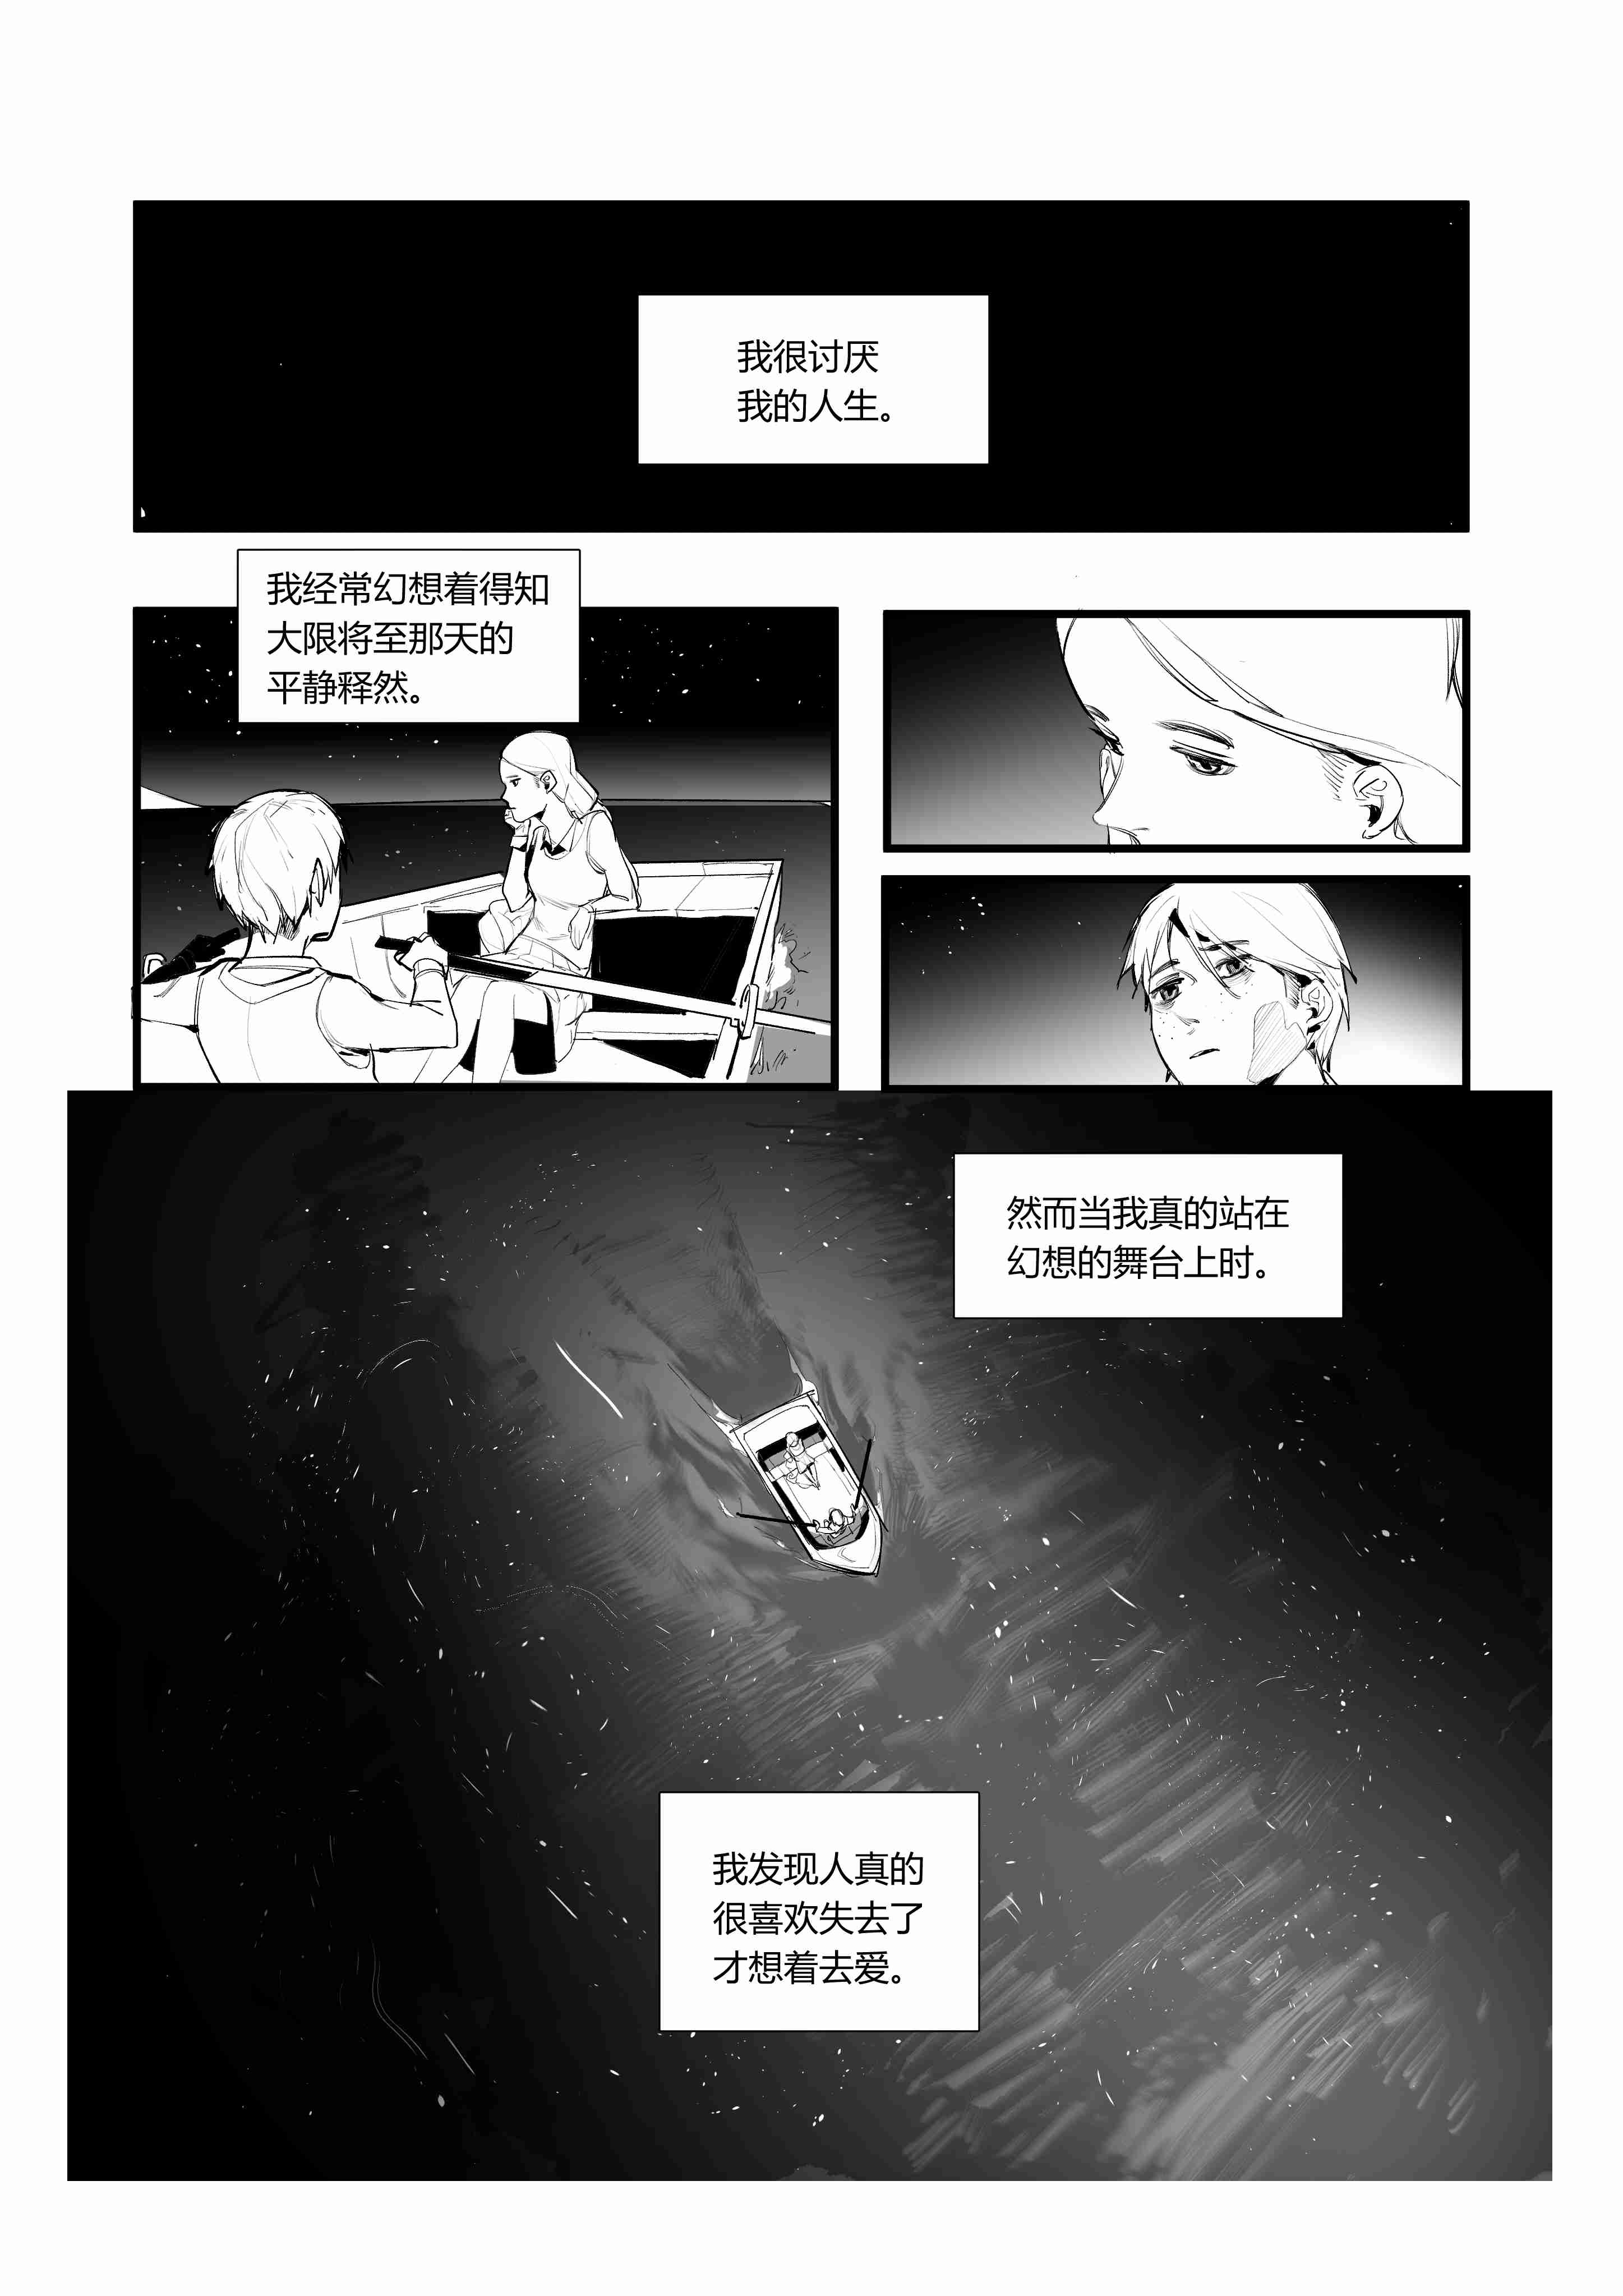 我很讨厌
我的人生。
我经常幻想着得知
大限将至那天的
平静释然。
然而当我真的站在
幻想的舞台上时。
我发现人真的
很喜欢失去了
才想着去爱。